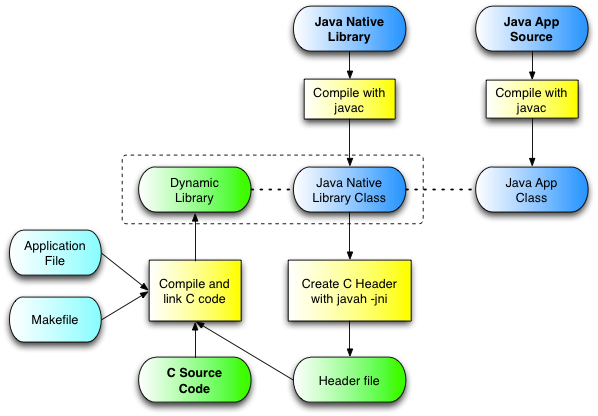 Java Native
Library
Java App
Source
Compile with
javac
Compile with
javac
Dynamic
Library
Java Native
Library Class
Java App
Class
Application
File
Makefile
Compile and
link C code
Create C Header
with javah -jni
C Source
Code
Header file